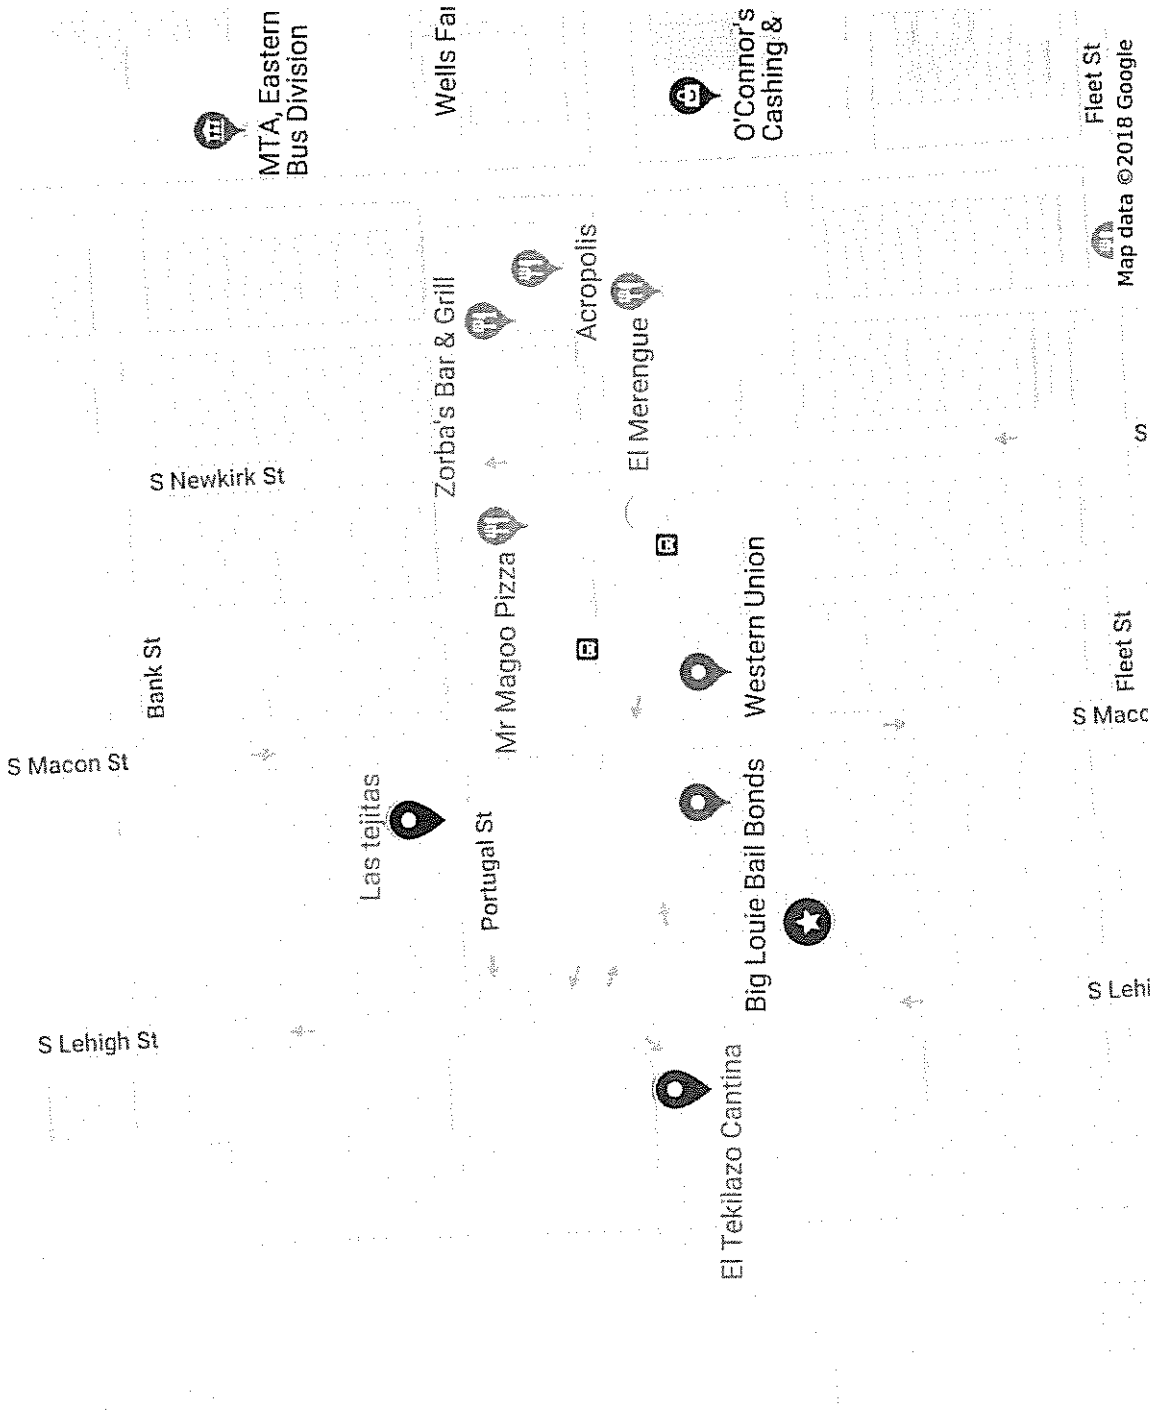 MTA, Eastern
Bus Division
Wells Fa
O'Connor's
Cashing &
Fleet St
Map data ©2018 Google
Zorba's Bar & Grill
Acropolis
El Merengue
S Newkirk St
Mr Magoo Pizza
Western Union
Bank St
Fleet St
S Macon St
S Maco
Las tejitas
Portugal St
Big Louie Bail Bonds
S Lehigh St
S Lehi
El Tekilazo Cantina
S